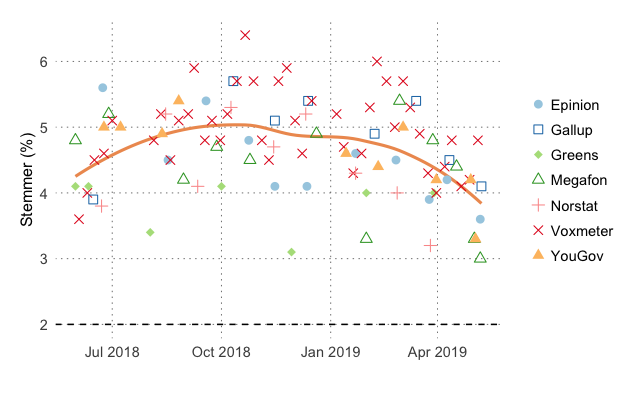 Stemmer (%)
6
5
4
3
2
Jul 2018
Oct 2018
Jan 2019
Apr 2019
Epinion
Gallup
Greens
Megafon
Norstat
Voxmeter
YouGov